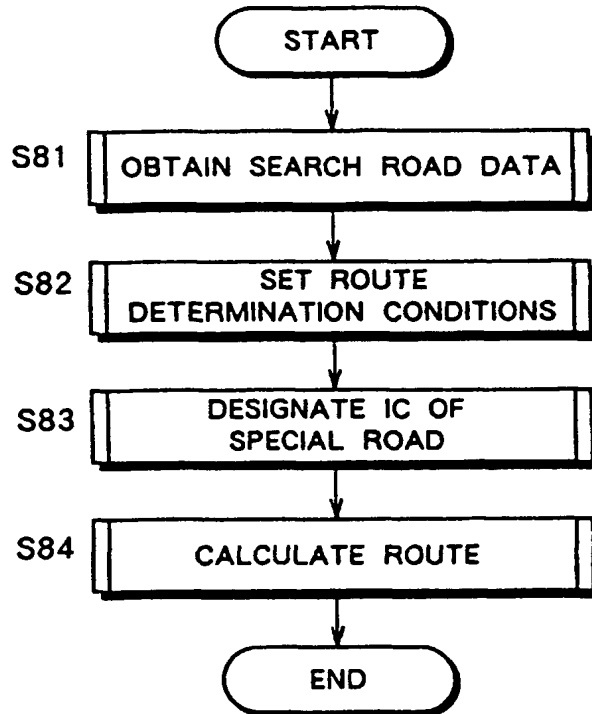 START
S81
OBTAIN SEARCH ROAD DATA
S82
SET ROUTE
DETERMINATION CONDITIONS
S83
DESIGNATE IC OF
SPECIAL ROAD
S84
CALCULATE ROUTE
END